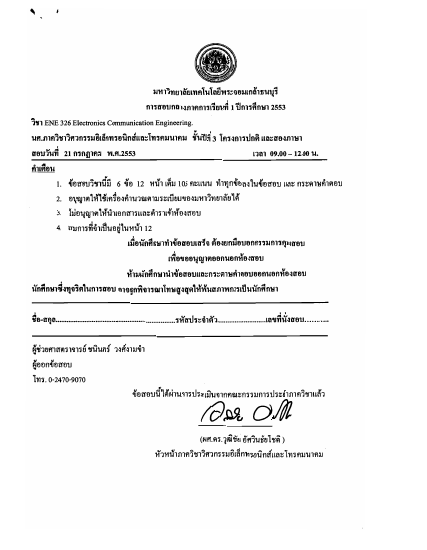 มหาวิทยาลัยเทคโนโลยีพระจอมเกล้าธนบุรี
การสอบกลางภาคการเรียนที่ 1 ปีการศึกษา 2553
วิชา ENE 326 Electronics Communication Engineering.
นศ.ภาควิชาวิศวกรรมอิเล็กทรอนิกส์และโทรคมนาคม ชั้นปีที่ 3 โครงการปกติ และสองภาษา
สอบวันที่ 21 กรกฎาคม พ.ศ.2553 เวลา 09.00 – 12.00 น.
คำเตือน
1. ข้อสอบวิชานี้มี 6 ข้อ 12 หน้า เต็ม 105 คะแนน ทำทุกข้อลงในข้อสอบ และ กระดาษคำตอบ
2. อนุญาตให้ใช้เครื่องคำนวณตามระเบียบของมหาวิทยาลัยได้
3. ไม่อนุญาตให้นำเอกสารและตำราเข้าห้องสอบ
4. สมการที่จำเป็นอยู่ในหน้า 12
เมื่อนักศึกษาทำข้อสอบเสร็จ ต้องยกมือบอกกรรมการคุมสอบ
เพื่อขออนุญาตออกนอกห้องสอบ
ห้ามนักศึกษานำข้อสอบและกระดาษคำตอบออกนอกห้องสอบ
นักศึกษาซึ่งทุจริตในการสอบ อาจถูกพิจารณาโทษสูงสุดให้พ้นสภาพการเป็นนักศึกษา
ชื่อ-สกุล..............................................รหัสประจำตัว..................เลขที่นั่งสอบ...........
ผู้ช่วยศาสตราจารย์ ชนินทร์ วงศ์งามขำ
ผู้ออกข้อสอบ
โทร. 0-2470-9070
ข้อสอบนี้ได้ผ่านการประเมินจากคณะกรรมการประจำภาควิชาแล้ว
(ผศ.ดร.วุฒิชัย อัศวินชัยโชติ )
หัวหน้าภาควิชาวิศวกรรมอิเล็กทรอนิกส์และโทรคมนาคม